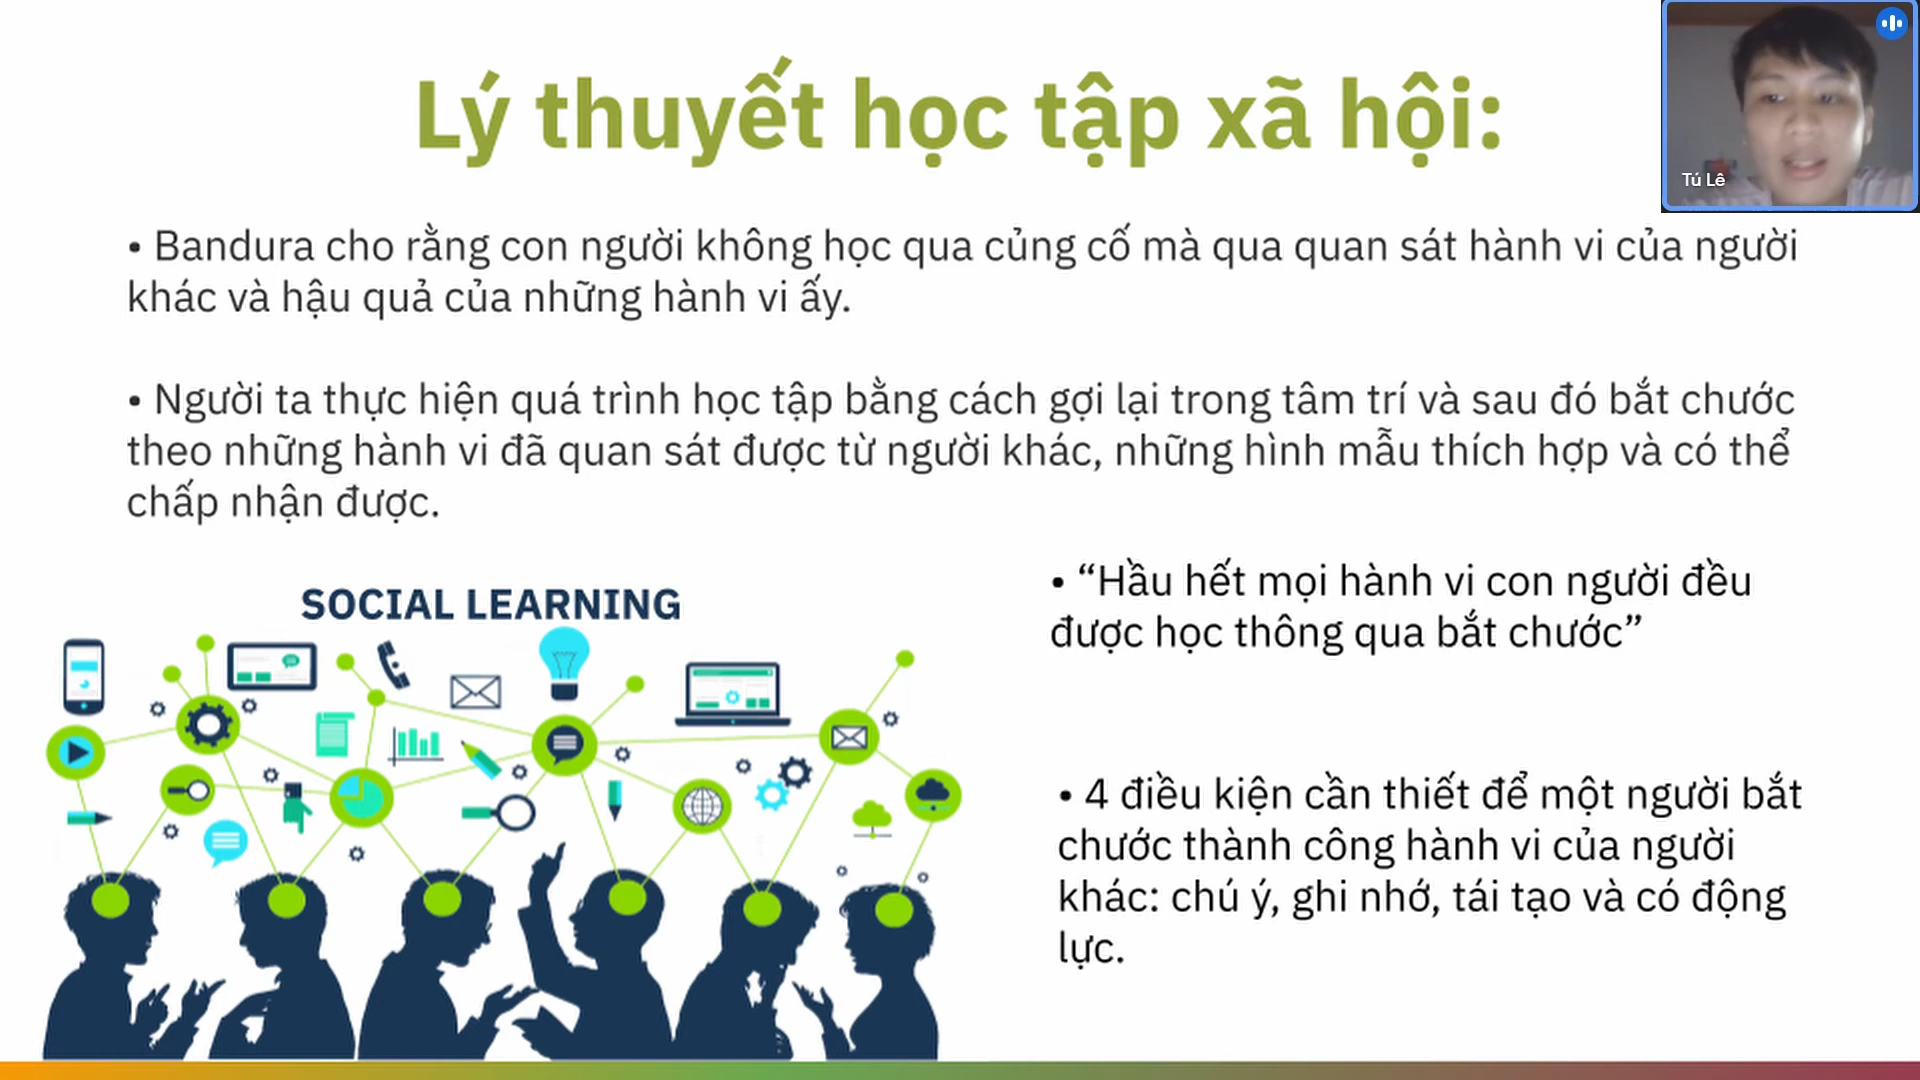 Lý thuyết học tập xã hội:
Tú Lê
• Bandura cho rằng con người không học qua củng cố mà qua quan sát hành vi của người
khác và hậu quả của những hành vi ấy.
• Người ta thực hiện quá trình học tập bằng cách gợi lại trong tâm trí và sau đó bắt chước
theo những hành vi đã quan sát được từ người khác, những hình mẫu thích hợp và có thể
chấp nhận được.
SOCIAL LEARNING
• “Hầu hết mọi hành vi con người đều
được học thông qua bắt chước”
• 4 điều kiện cần thiết để một người bắt
chước thành công hành vi của người
khác: chú ý, ghi nhớ, tái tạo và có động
lực.